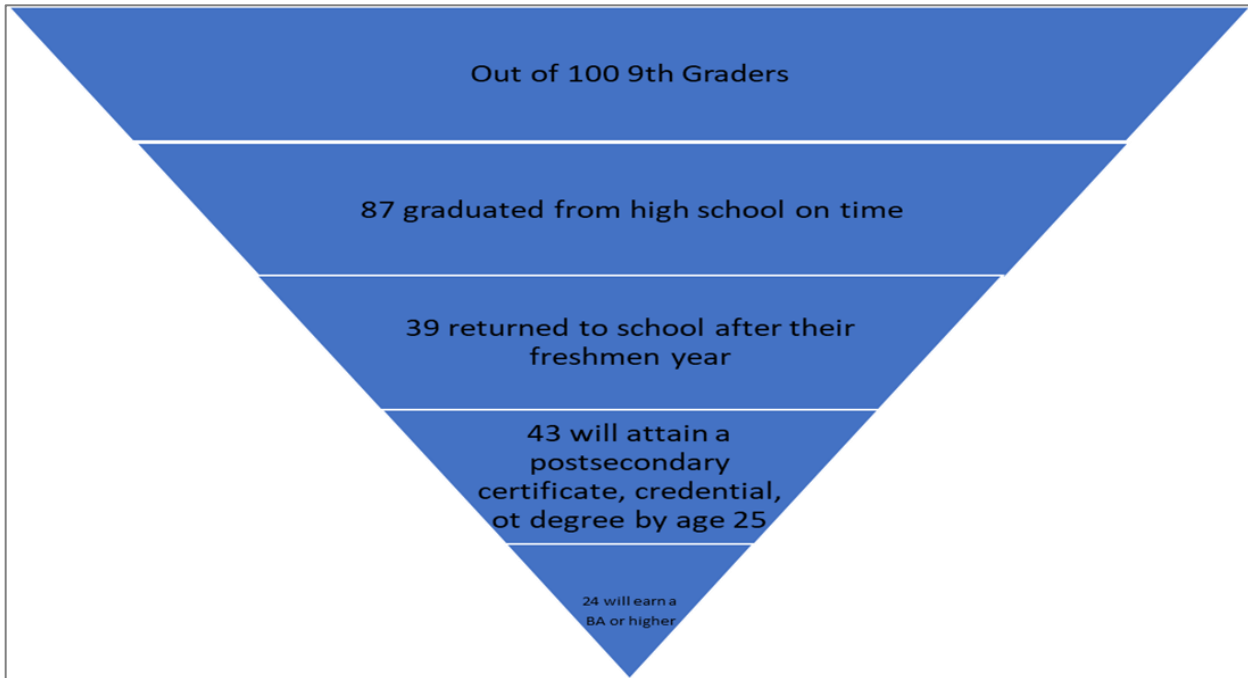 Out of 100 9th Graders
87 graduated from high school on time
39 returned to school after their
freshmen year
43 will attain a
postsecondary
certificate, credential,
ot degree by age 25
24 will earn a
BA or higher